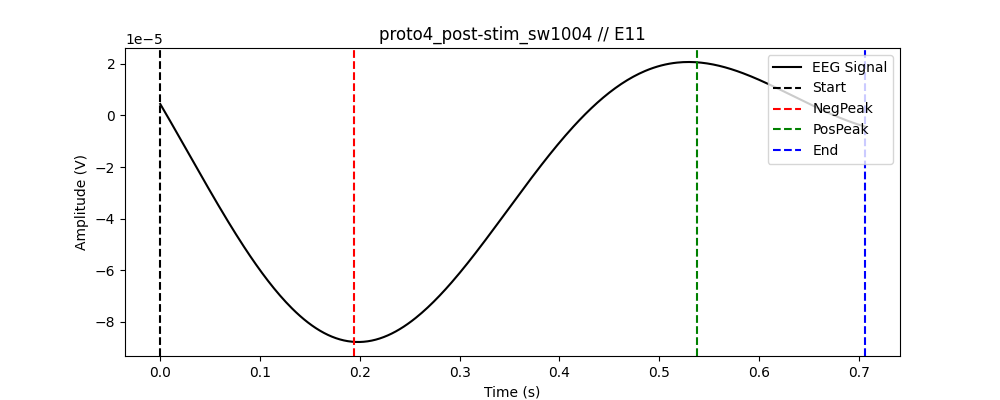 proto4_post-stim_sw1004 // E11
1e−5
2
0
−2
−4
−6
−8
Amplitude (V)
0.0 0.1 0.2 0.3 0.4 0.5 0.6 0.7
Time (s)
EEG Signal
Start
NegPeak
PosPeak
End